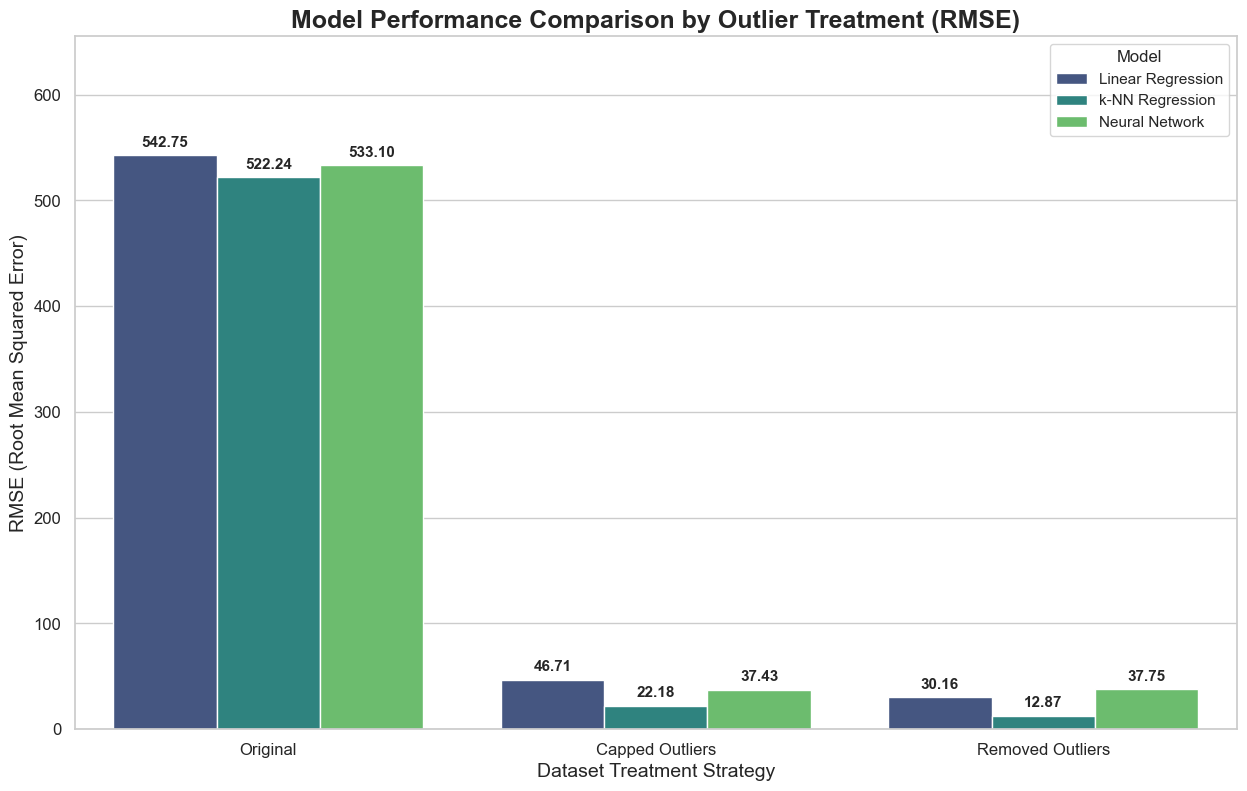 Model Performance Comparison by Outlier Treatment (RMSE)
Model
Linear Regression
k-NN Regression
Neural Network
RMSE (Root Mean Squared Error)
600
500
400
300
200
100
0
542.75
522.24
533.10
46.71
22.18
37.43
30.16
12.87
37.75
Original
Capped Outliers
Removed Outliers
Dataset Treatment Strategy